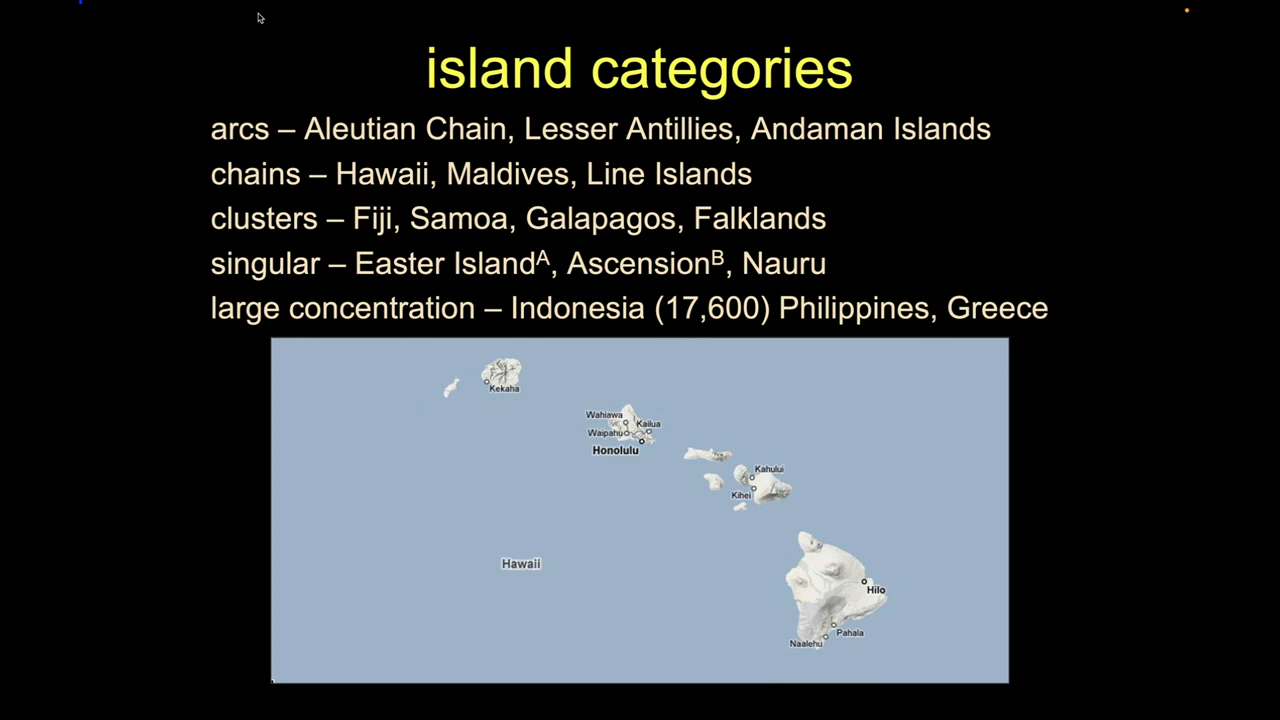 island categories
arcs – Aleutian Chain, Lesser Antillies, Andaman Islands
chains – Hawaii, Maldives, Line Islands
clusters – Fiji, Samoa, Galapagos, Falklands
singular – Easter Islandᴬ, Ascensionᴮ, Nauru
large concentration – Indonesia (17,600) Philippines, Greece
Kekaha
Wahiawa
Kailua
Waipahu
Honolulu
Kahului
Kihei
Hawaii
Hilo
Pahala
Naalehu